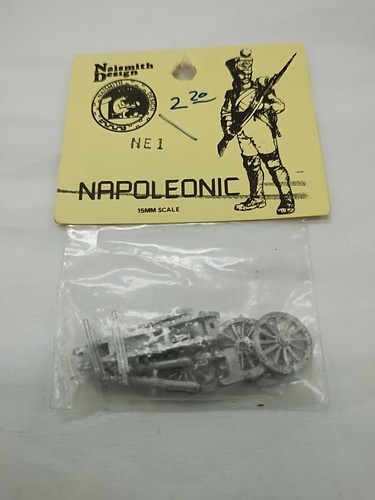 Naismith
Design
2 20
NE1
NAPOLEONIC
15MM SCALE